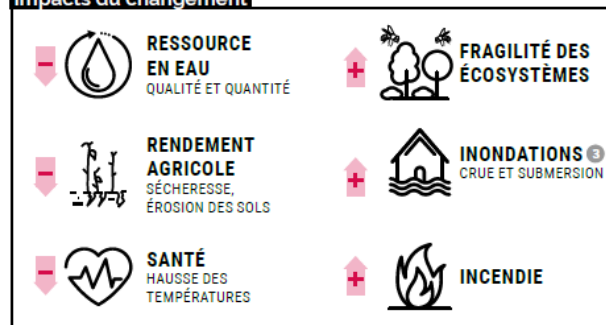 Impacts du changement
RESSOURCE
EN EAU
QUALITÉ ET QUANTITÉ
RENDEMENT
AGRICOLE
SÉCHERESSE,
ÉROSION DES SOLS
SANTÉ
HAUSSE DES
TEMPÉRATURES
FRAGILITÉ DES
ÉCOSYSTÈMES
INONDATIONS 3
CRUE ET SUBMERSION
INCENDIE